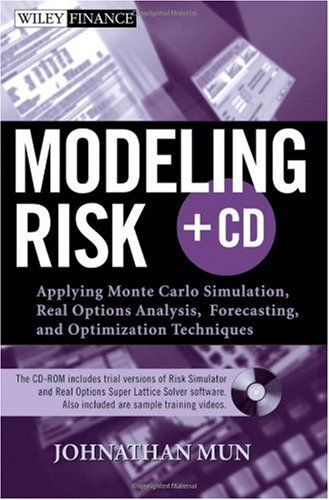 WILEY FINANCE
MODELING
RISK + CD
Applying Monte Carlo Simulation,
Real Options Analysis, Forecasting,
and Optimization Techniques
The CD-ROM includes trial versions of Risk Simulator
and Real Options Super Lattice Solver software.
Also included are sample training videos.
JOHNATHAN MUN